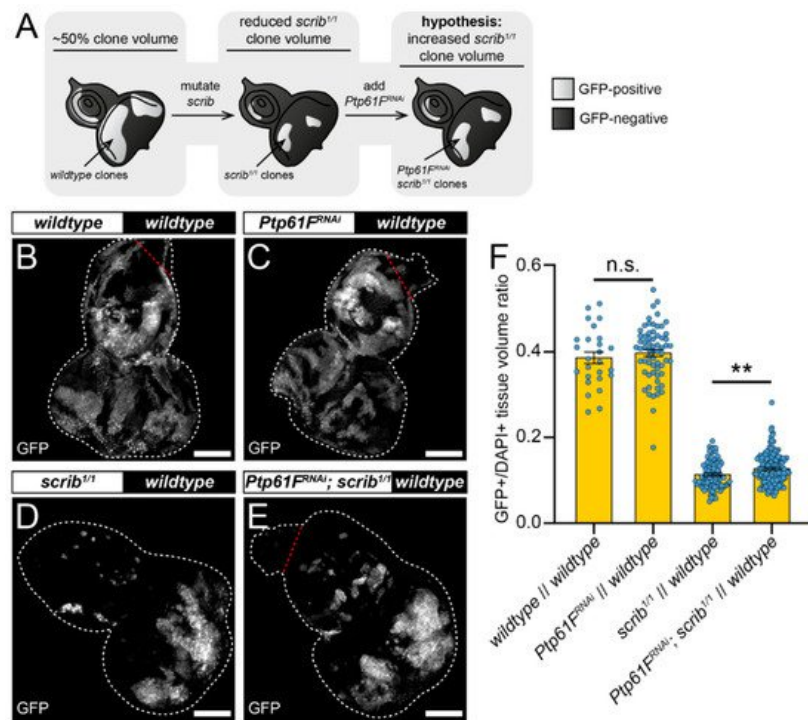 A
~50% clone volume
reduced scrib1/1
clone volume
hypothesis:
increased scrib1/1
clone volume
mutate
scrib
add
Ptp61FRNAi
wildtype clones
scrib1/1 clones
Ptp61FRNAi
scrib1/1 clones
GFP-positive
GFP-negative
wildtype wildtype
B
GFP
Ptp61FRNAi wildtype
C
GFP
scrib1/1 wildtype
D
GFP
Ptp61FRNAi; scrib1/1 wildtype
E
GFP
F
GFP+/DAPI+ tissue volume ratio
0.6
0.4
0.2
0.0
n.s.
**
wildtype // wildtype
Ptp61FRNAi // wildtype
scrib1/1 // wildtype
Ptp61FRNAi; scrib1/1 // wildtype